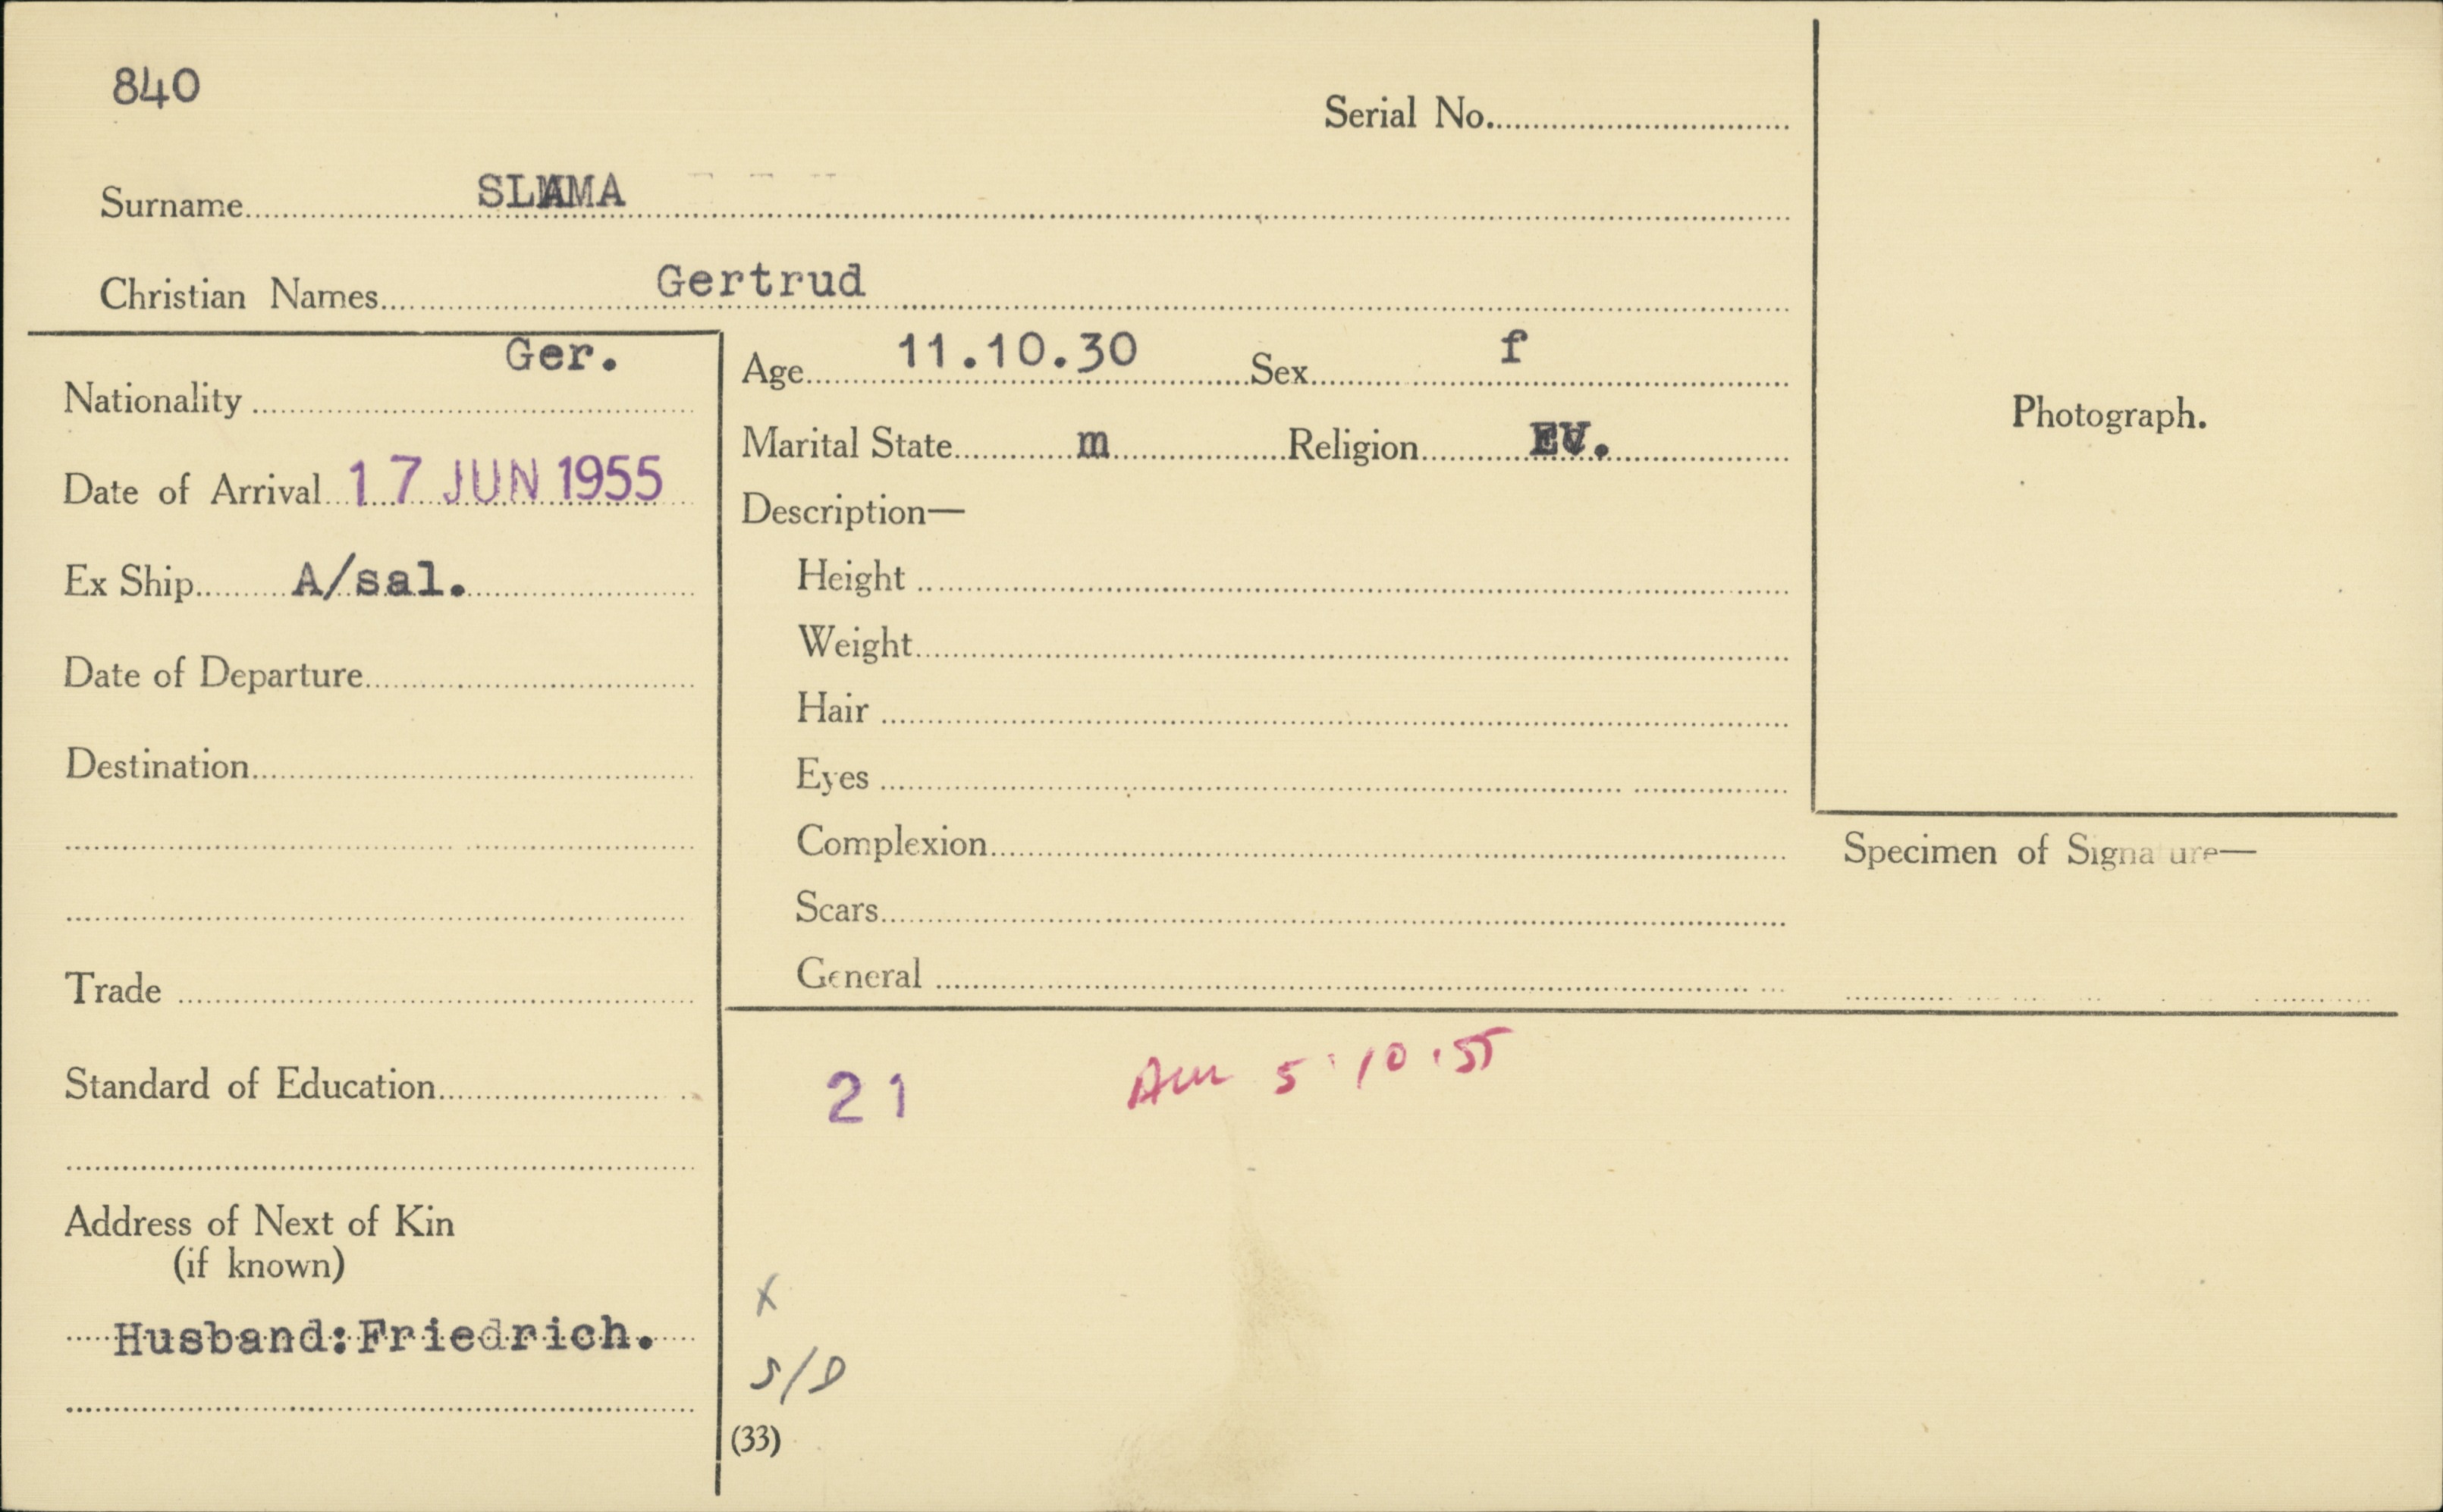 840
Serial No.
Surname SLAMA
Christian Names Gertrud
Nationality Ger.
Date of Arrival 17 JUN 1955
Ex Ship A/sal.
Date of Departure
Destination
Trade
Standard of Education
Address of Next of Kin
(if known)
Husband:Friedrich.
Age 11.10.30 Sex f
Marital State m Religion EV.
Description—
Height
Weight
Hair
Eyes
Complexion
Scars
General
Photograph.
Specimen of Signature—
21 5.10.55
x
S/D
(33)